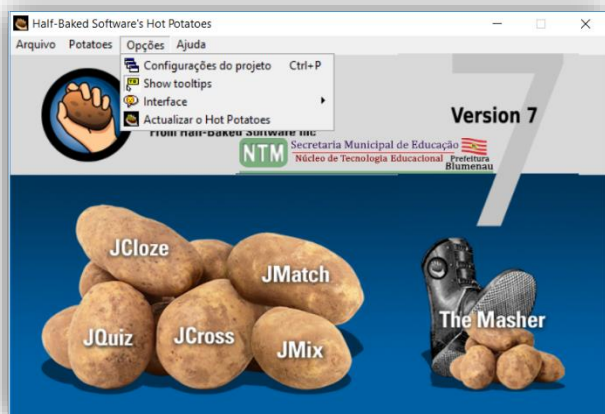 Half-Baked Software's Hot Potatoes
Arquivo Potatoes Opções Ajuda
Configurações do projeto Ctrl+P
Show tooltips
Interface
Actualizar o Hot Potatoes
From Half-Baked Software Inc
Version 7
7
NTM
Secretaria Municipal de Educação
Núcleo de Tecnologia Educacional
Prefeitura
Blumenau
JCloze
JMatch
JQuiz
JCross
JMix
The Masher